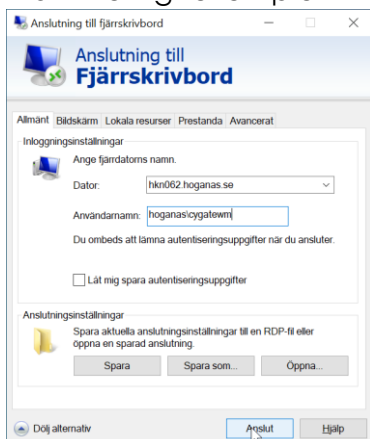 Anslutning till fjärrskrivbord
Anslutning till
Fjärrskrivbord
Allmänt Bildskärm Lokala resurser Prestanda Avancerat
Inloggningsinställningar
Ange fjärrdatorns namn.
Dator: hkn062.hoganas.se
Användarnamn: hoganas\cygatewm
Du ombeds att lämna autentiseringsuppgifter när du ansluter.
Låt mig spara autentiseringsuppgifter
Anslutningsinställningar
Spara aktuella anslutningsinställningar till en RDP-fil eller
öppna en sparad anslutning.
Spara Spara som... Öppna...
Dölj alternativ Anslut Hjälp